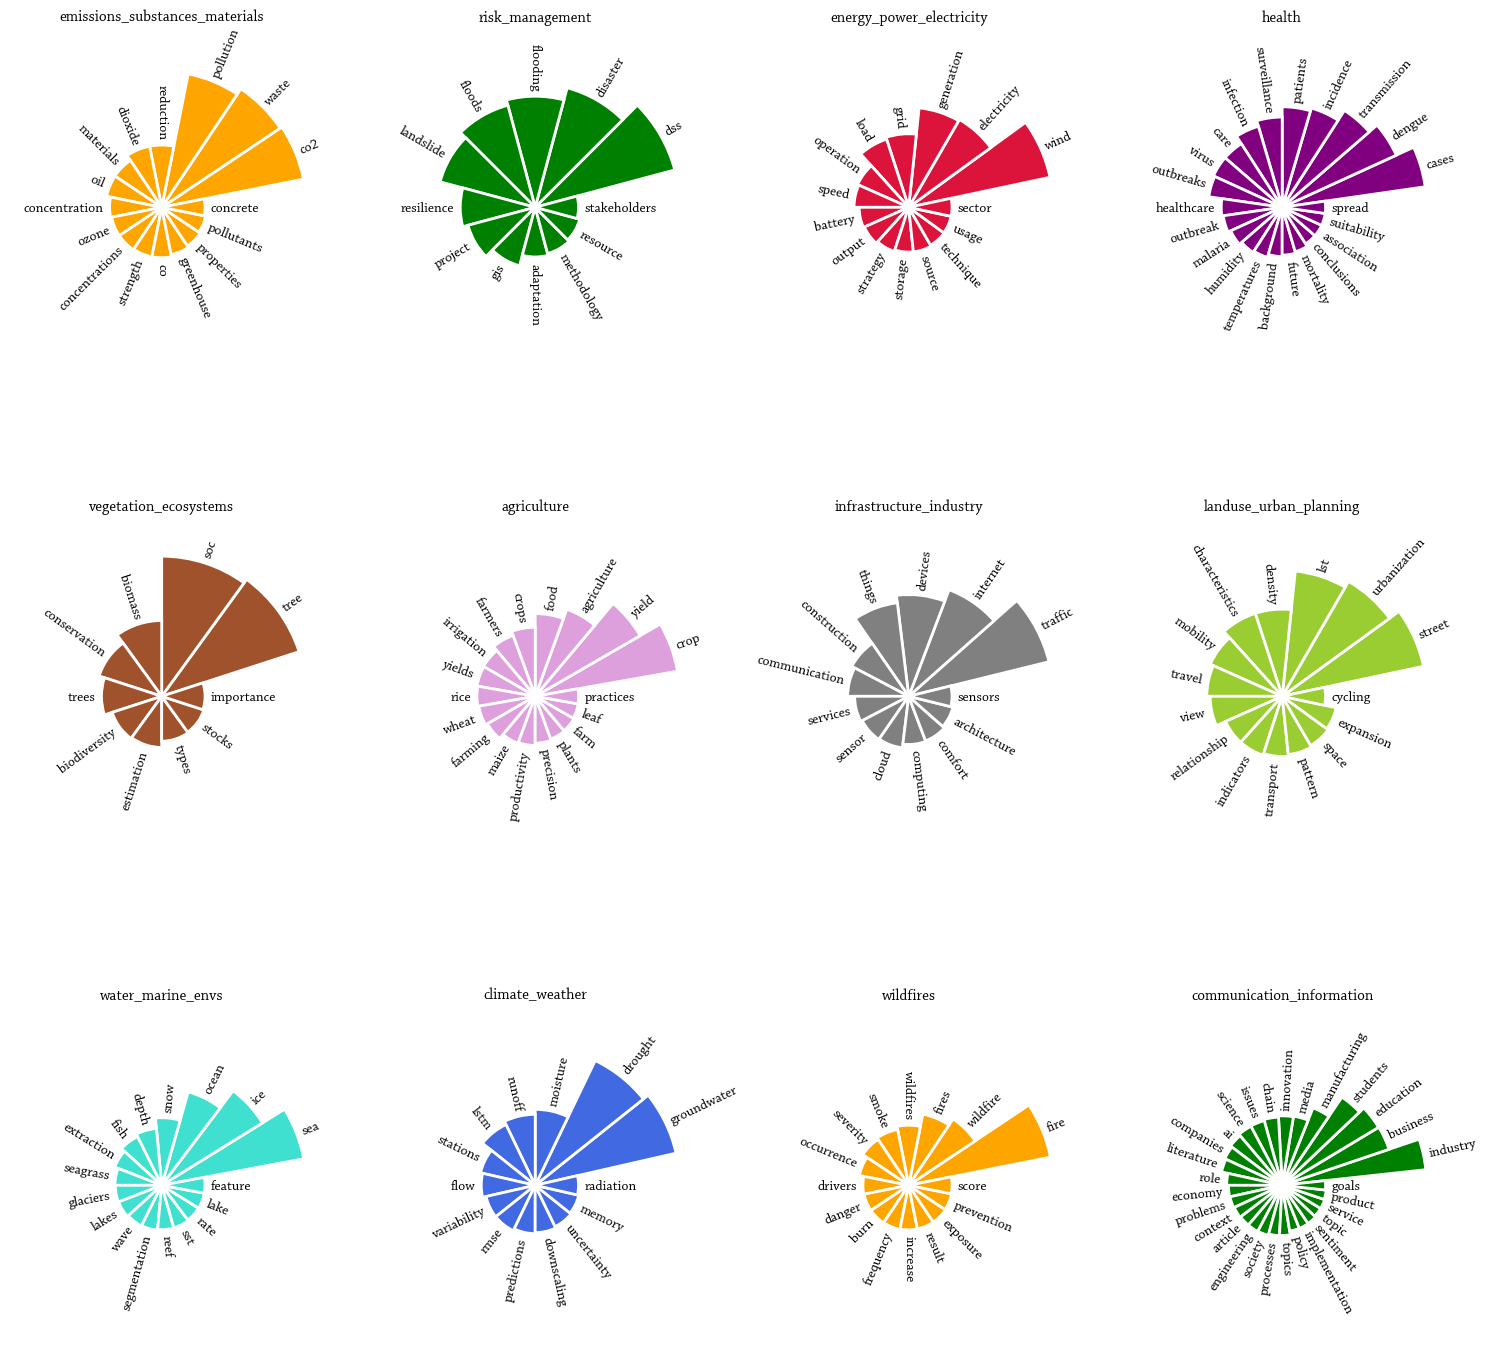 emissions_substances_materials
co2
waste
pollution
reduction
dioxide
materials
oil
concentration
ozone
concentrations
strength
co
greenhouse
properties
pollutants
concrete
risk_management
dss
disaster
flooding
floods
landslide
resilience
project
gis
adaptation
methodology
resource
stakeholders
energy_power_electricity
wind
electricity
generation
grid
load
operation
speed
battery
output
strategy
storage
source
technique
usage
sector
health
cases
dengue
transmission
incidence
patients
surveillance
infection
care
virus
outbreaks
healthcare
outbreak
malaria
humidity
temperatures
background
future
mortality
conclusions
association
suitability
spread
vegetation_ecosystems
tree
soc
biomass
conservation
trees
biodiversity
estimation
types
stocks
importance
agriculture
crop
yield
agriculture
food
crops
farmers
irrigation
yields
rice
wheat
farming
maize
productivity
precision
plants
farm
leaf
practices
infrastructure_industry
traffic
internet
devices
things
construction
communication
services
sensor
cloud
computing
comfort
architecture
sensors
landuse_urban_planning
street
urbanization
lst
density
characteristics
mobility
travel
view
relationship
indicators
transport
pattern
space
expansion
cycling
water_marine_envs
sea
ice
ocean
snow
depth
fish
extraction
seagrass
glaciers
lakes
wave
segmentation
reef
sst
rate
lake
feature
climate_weather
groundwater
drought
moisture
runoff
lstm
stations
flow
variability
rmse
predictions
downscaling
uncertainty
memory
radiation
wildfires
fire
wildfire
fires
wildfires
smoke
severity
occurrence
drivers
danger
burn
frequency
increase
result
exposure
prevention
score
communication_information
industry
business
education
students
manufacturing
media
innovation
chain
issues
science
ai
companies
literature
role
economy
problems
context
article
engineering
society
processes
topics
policy
implementation
sentiment
topic
service
product
goals